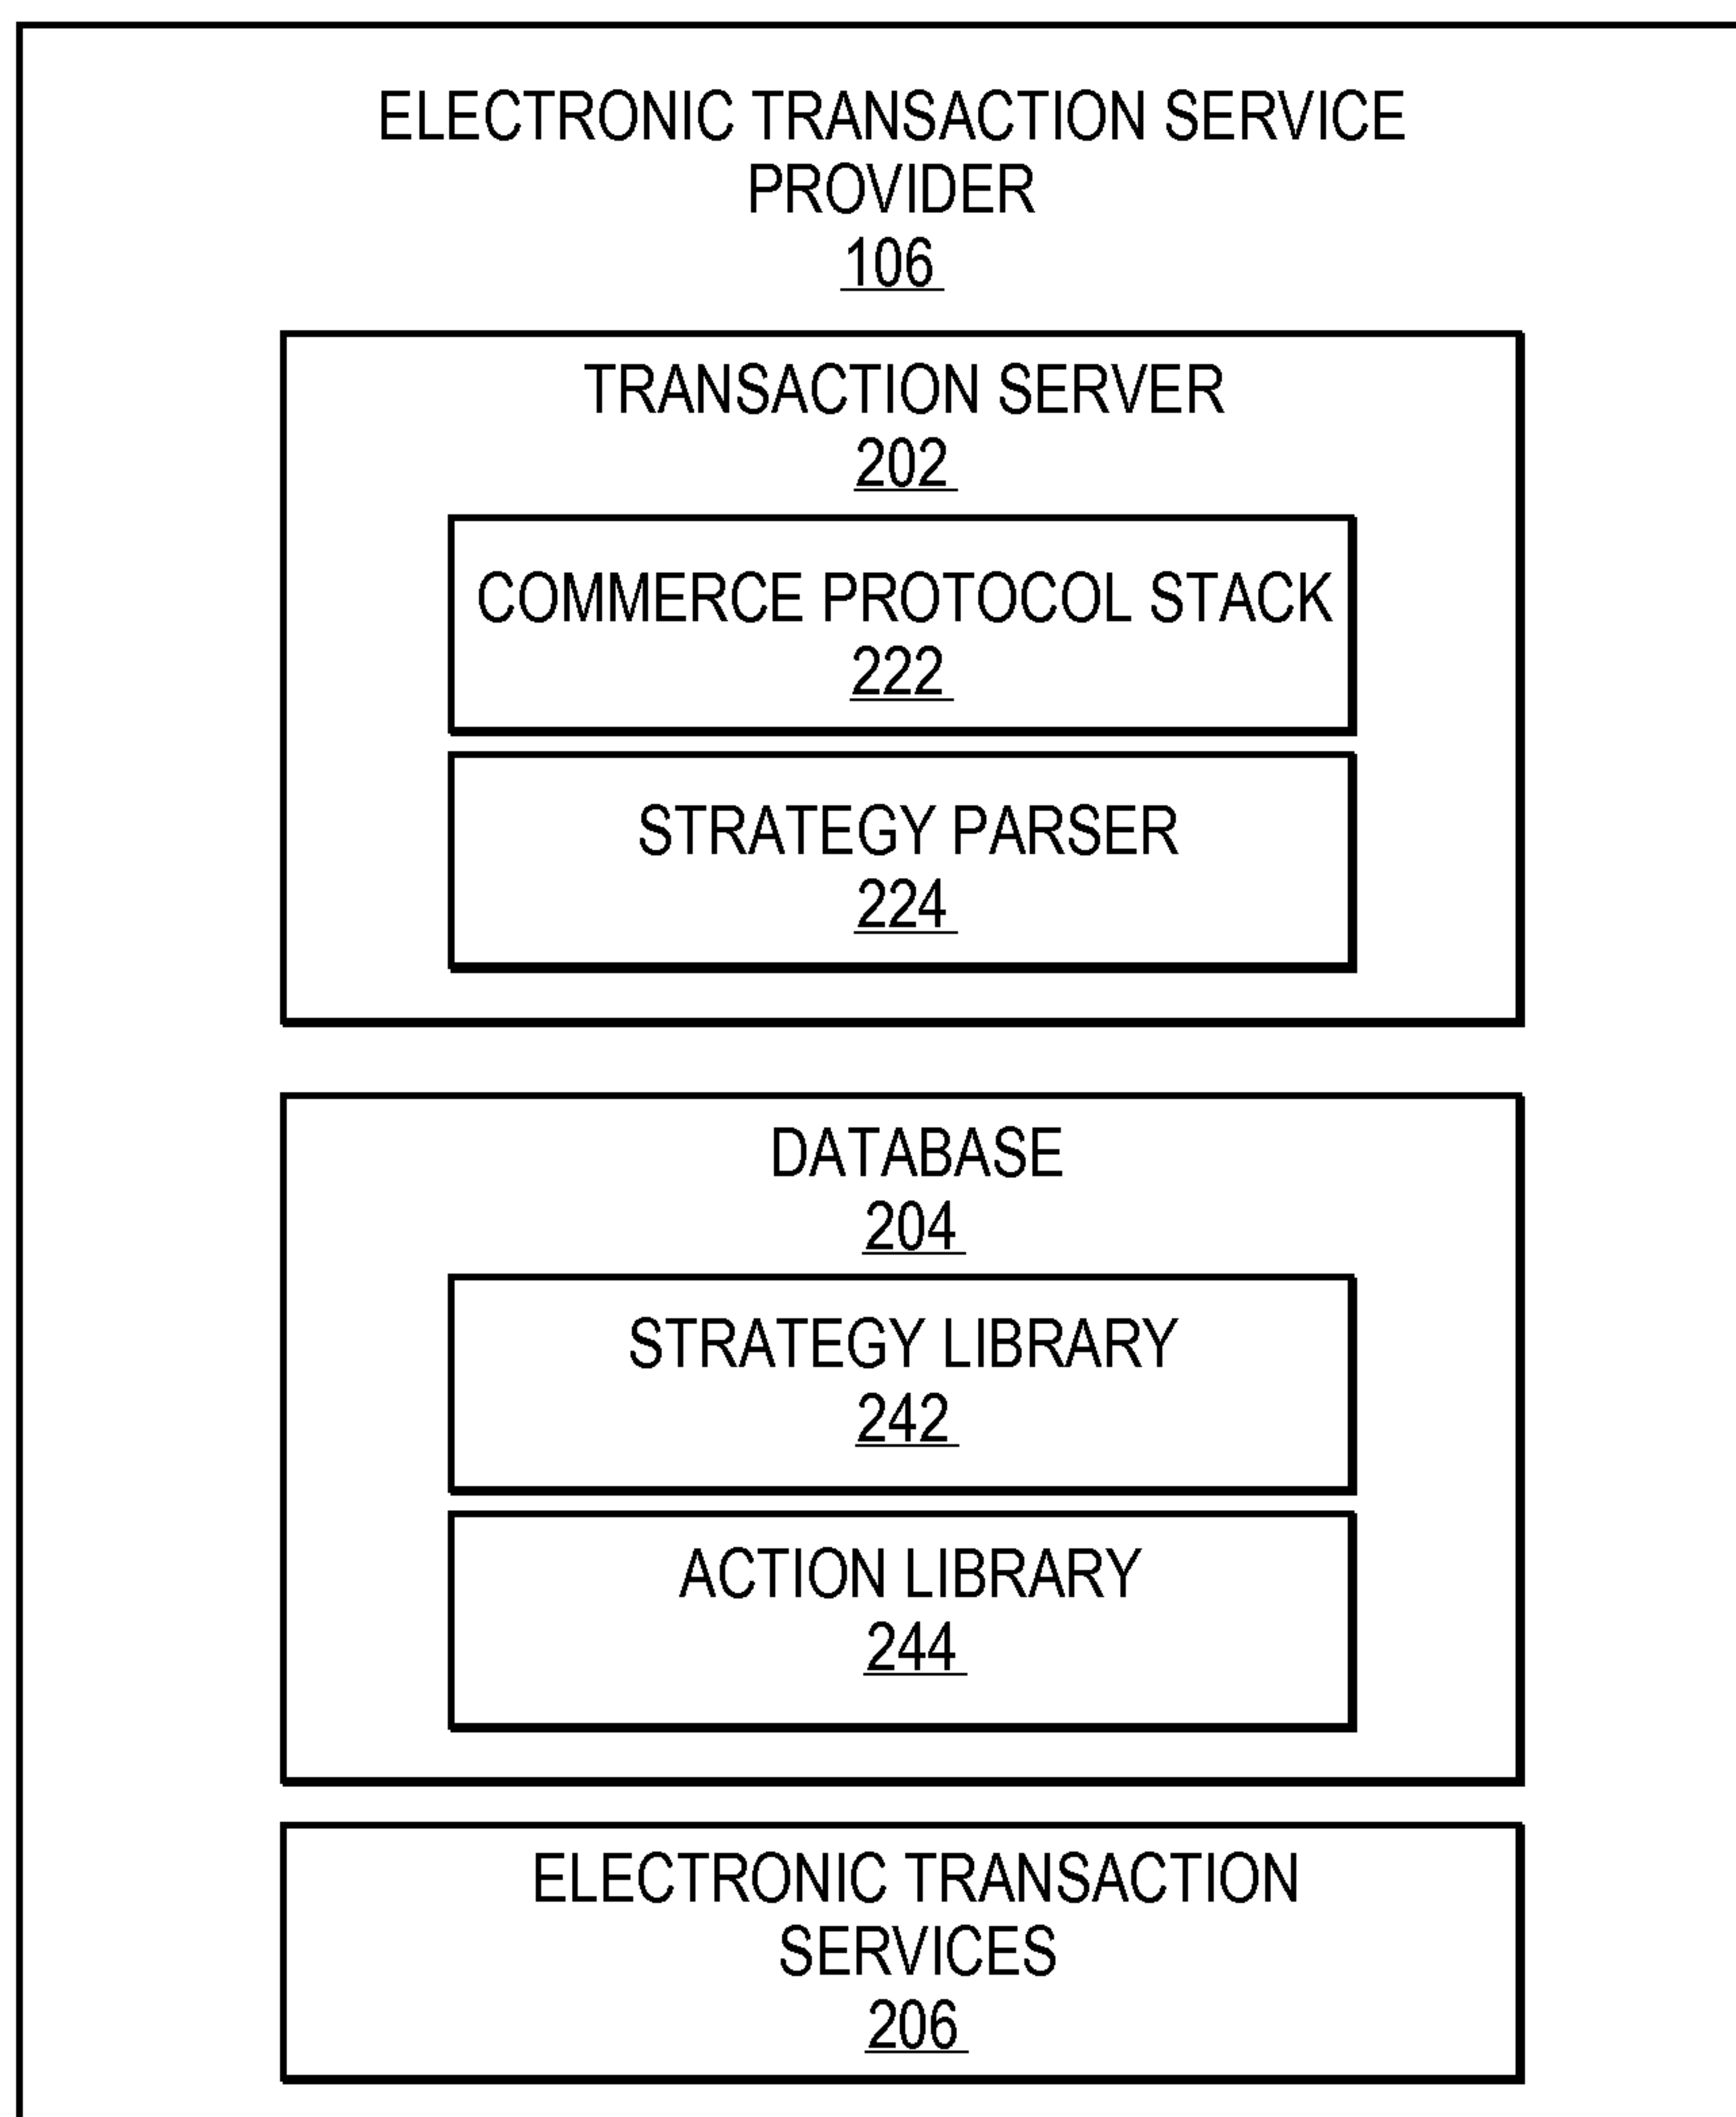 ELECTRONIC TRANSACTION SERVICE
PROVIDER
106
TRANSACTION SERVER
202
COMMERCE PROTOCOL STACK
222
STRATEGY PARSER
224
DATABASE
204
STRATEGY LIBRARY
242
ACTION LIBRARY
244
ELECTRONIC TRANSACTION
SERVICES
206